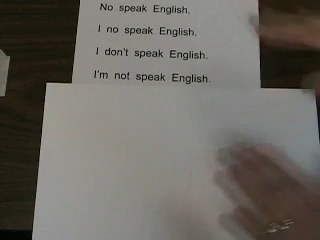 No speak English.
I no speak English.
I don't speak English.
I'm not speak English.